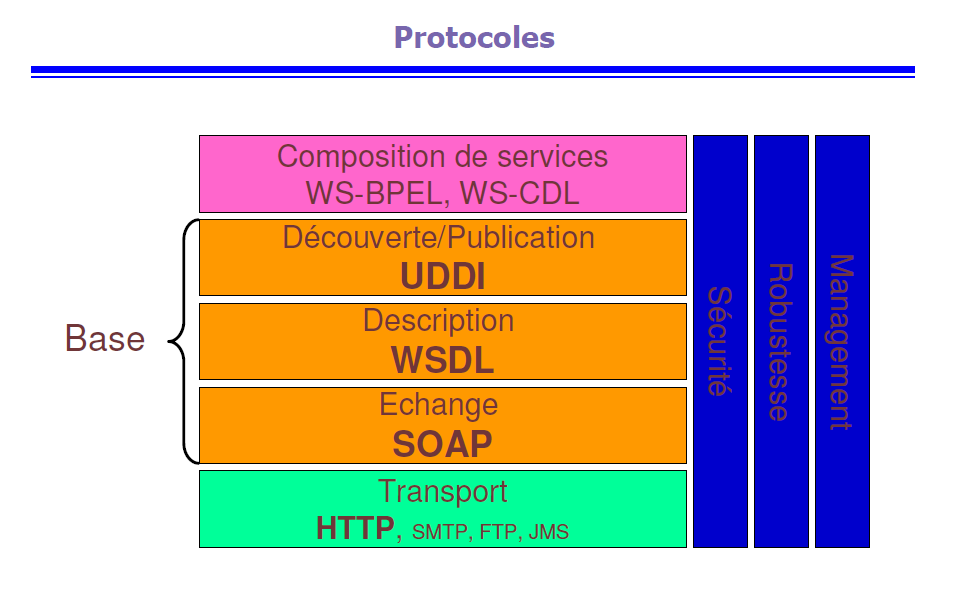 Protocoles
Composition de services
WS-BPEL, WS-CDL
Découverte/Publication
UDDI
Base
Description
WSDL
Echange
SOAP
Transport
HTTP, SMTP, FTP, JMS
Sécurité
Robustesse
Management